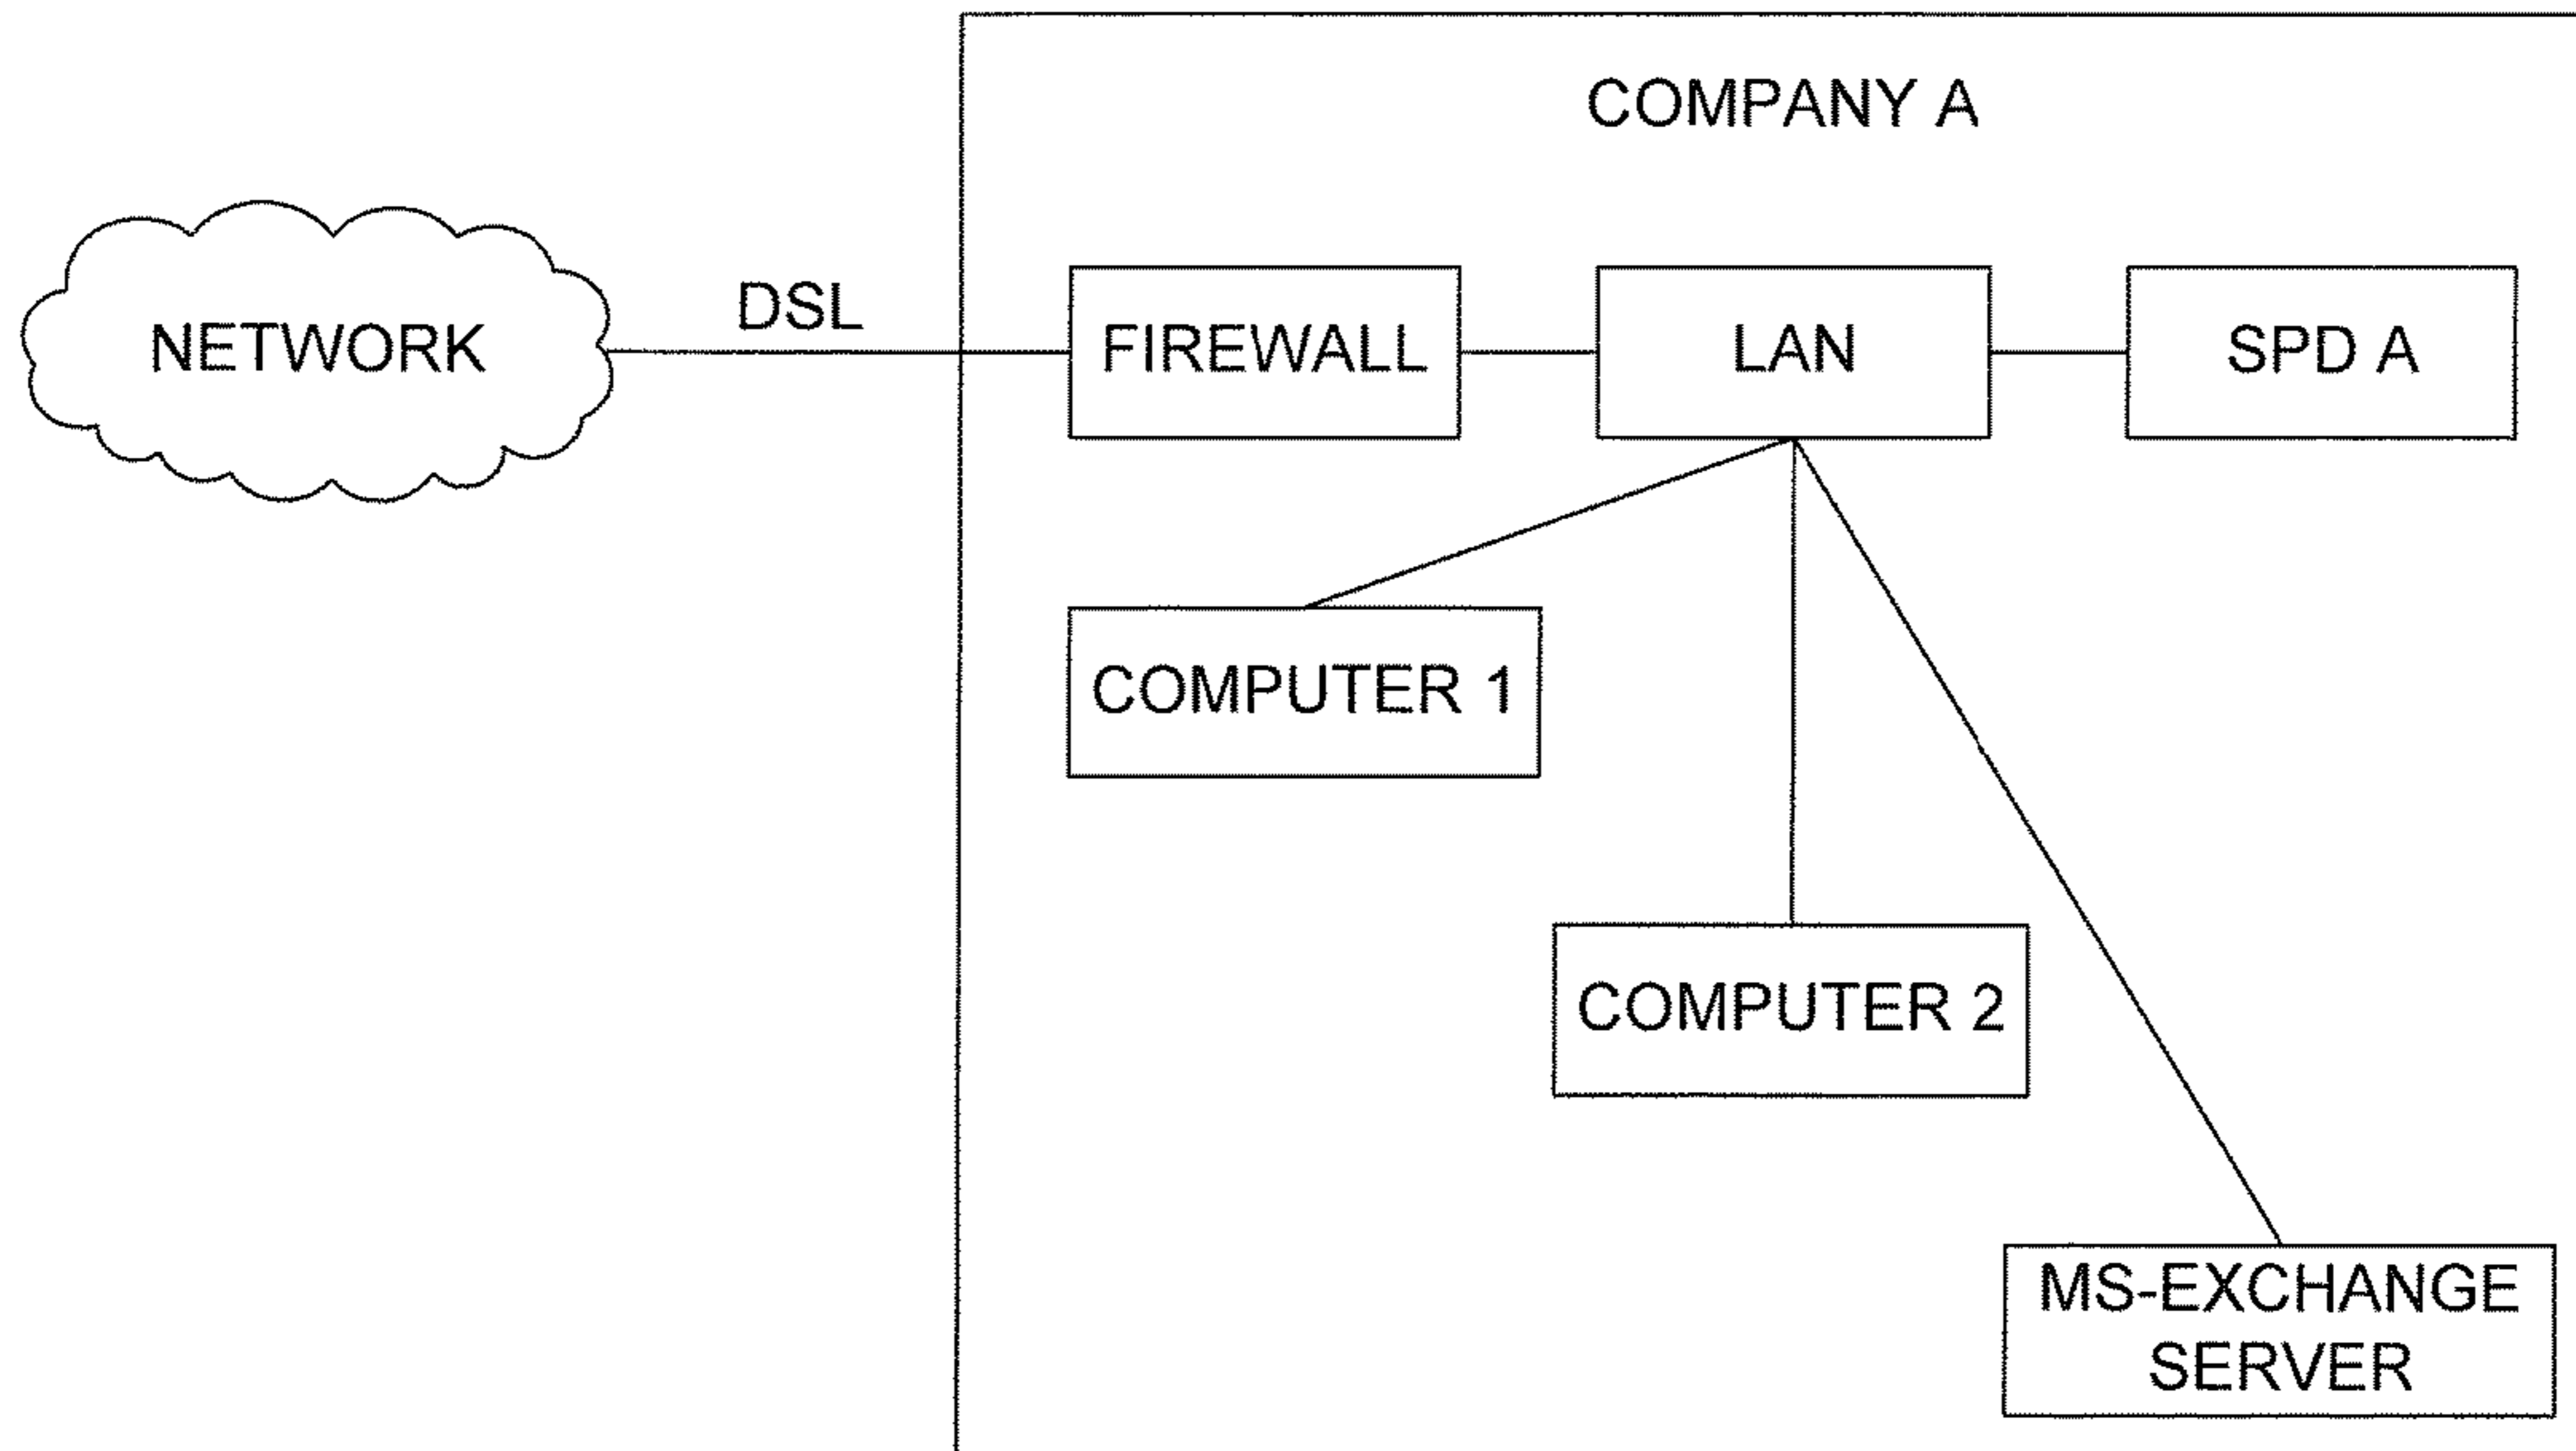 COMPANY A
DSL
NETWORK
FIREWALL
LAN
SPD A
COMPUTER 1
COMPUTER 2
MS-EXCHANGE
SERVER